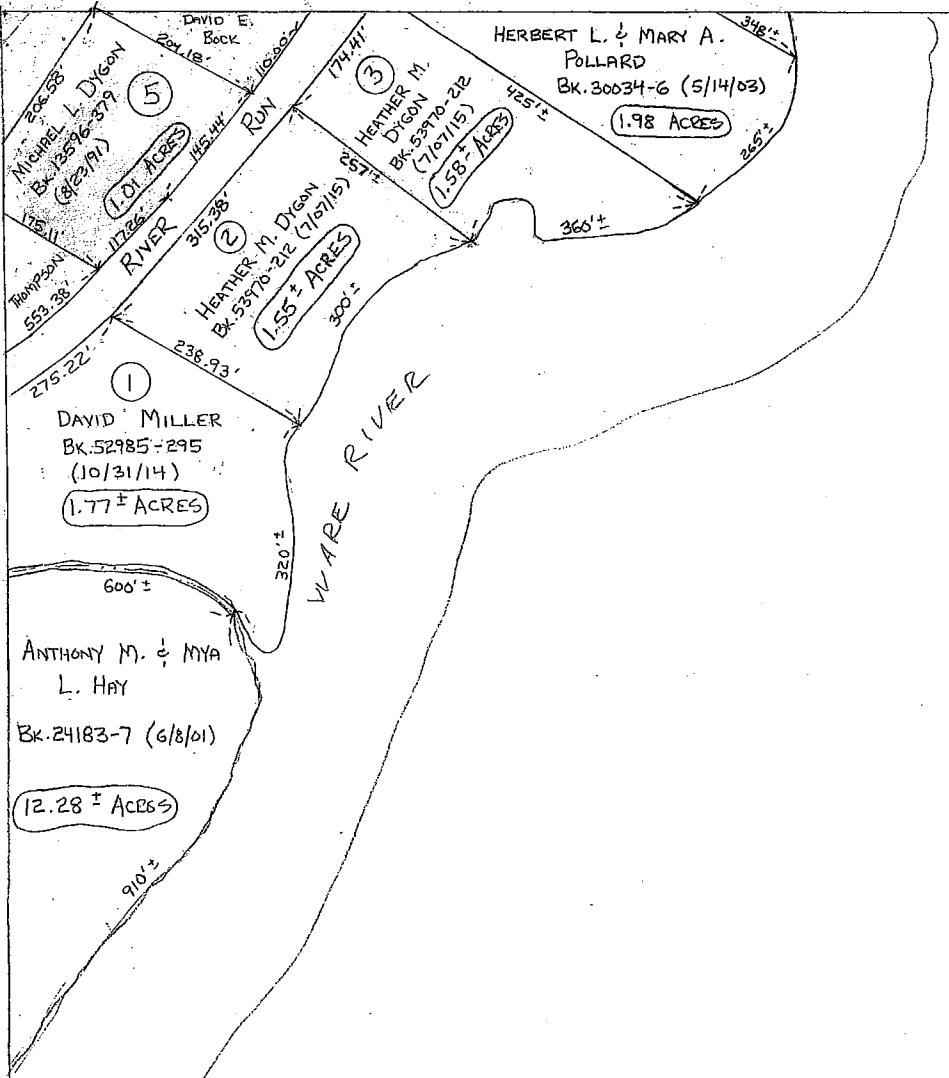 DAVID E.
BOCK
204.18'
110.00'
206.58'
MICHAEL L. DYGON
BK.13596-379
(8/23/91)
5
1.01 ACRES
145.44'
117.26'
175.11
THOMPSON
553.38'
RIVER RUN
174.41'
3
HEATHER M.
DYGON
BK.53970-212
(7/07/15)
1.58± ACRES
425'±
HERBERT L. & MARY A.
POLLARD
BK.30034-6 (5/14/03)
1.98 ACRES
348'±
265'±
360'±
257'±
315.38'
2
HEATHER M. DYGON
BK.53970-212 (7/07/15)
1.55± ACRES
300'±
238.93'
275.22'
1
DAVID MILLER
BK.52985-295
(10/31/14)
1.77± ACRES
320'±
WARE RIVER
600'±
ANTHONY M. & MYA
L. HAY
BK.24183-7 (6/8/01)
12.28± ACRES
910'±